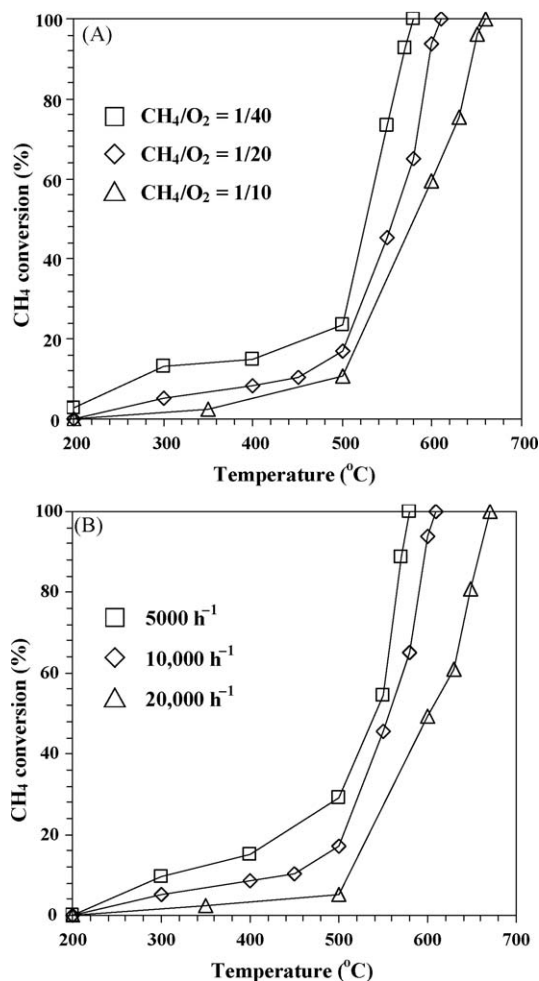 (A)
100
80
60
40
20
0
CH₄ conversion (%)
CH₄/O₂ = 1/40
CH₄/O₂ = 1/20
CH₄/O₂ = 1/10
200 300 400 500 600 700
Temperature (°C)
(B)
100
80
60
40
20
0
CH₄ conversion (%)
5000 h⁻¹
10,000 h⁻¹
20,000 h⁻¹
200 300 400 500 600 700
Temperature (°C)